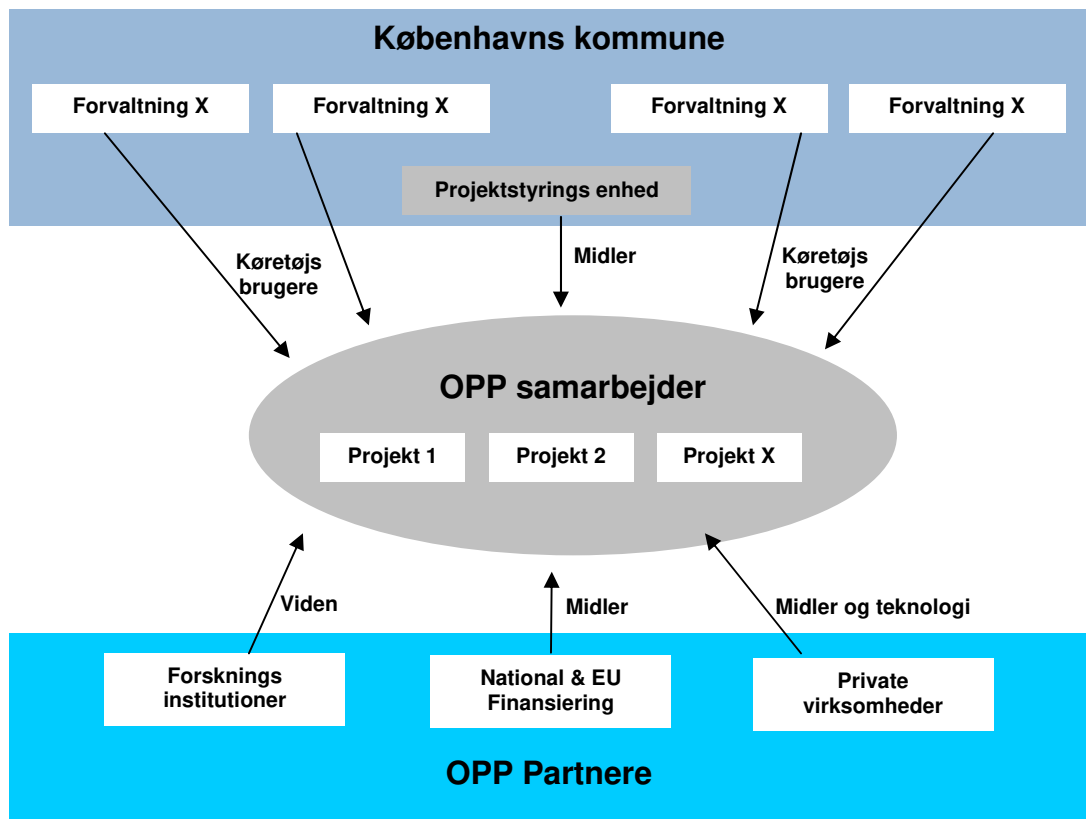 Københavns kommune
Forvaltning X
Forvaltning X
Forvaltning X
Forvaltning X
Projektstyrings enhed
Køretøjs
brugere
Midler
Køretøjs
brugere
OPP samarbejder
Projekt 1
Projekt 2
Projekt X
Viden
Midler
Midler og teknologi
Forsknings
institutioner
National & EU
Finansiering
Private
virksomheder
OPP Partnere